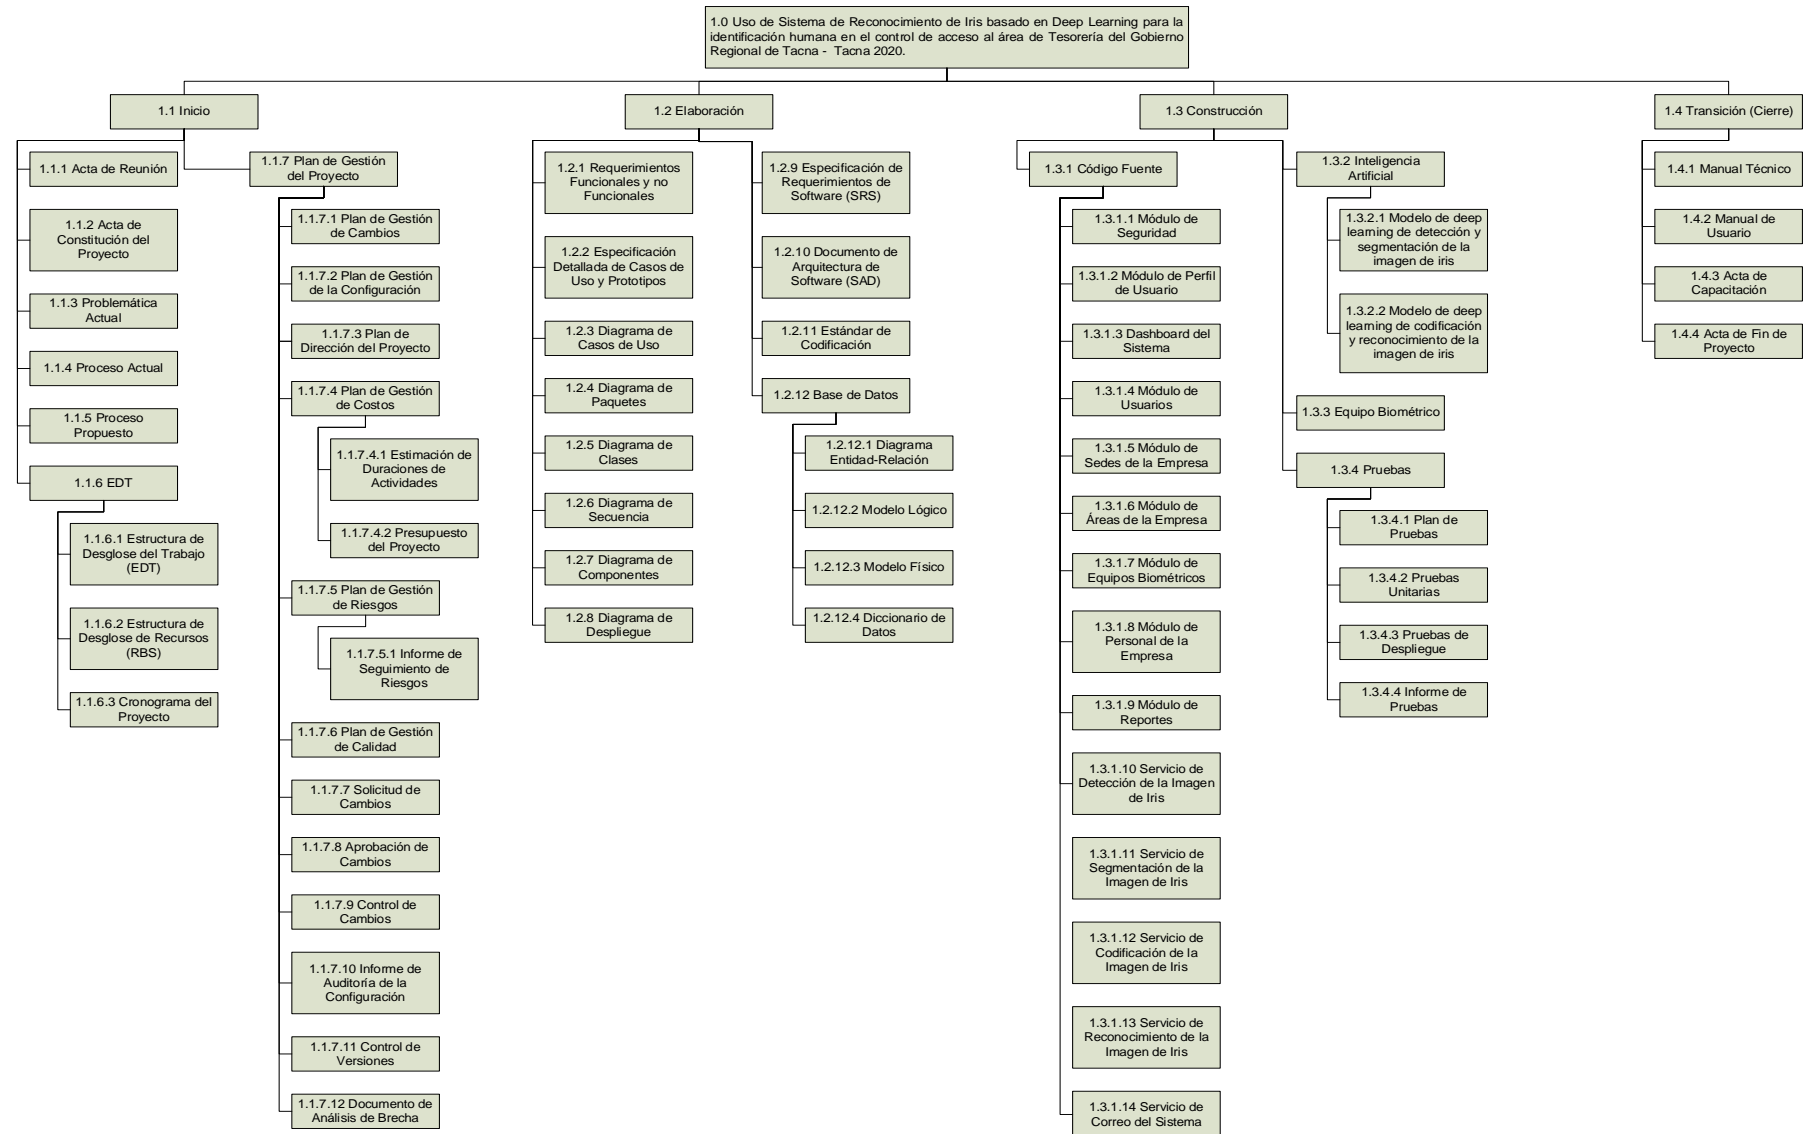 1.0 Uso de Sistema de Reconocimiento de Iris basado en Deep Learning para la
identificación humana en el control de acceso al área de Tesorería del Gobierno
Regional de Tacna - Tacna 2020.
1.1 Inicio
1.1.1 Acta de Reunión
1.1.2 Acta de
Constitución del
Proyecto
1.1.3 Problemática
Actual
1.1.4 Proceso Actual
1.1.5 Proceso
Propuesto
1.1.6 EDT
1.1.6.1 Estructura de
Desglose del Trabajo
(EDT)
1.1.6.2 Estructura de
Desglose de Recursos
(RBS)
1.1.6.3 Cronograma del
Proyecto
1.1.7 Plan de Gestión
del Proyecto
1.1.7.1 Plan de Gestión
de Cambios
1.1.7.2 Plan de Gestión
de la Configuración
1.1.7.3 Plan de
Dirección del Proyecto
1.1.7.4 Plan de Gestión
de Costos
1.1.7.4.1 Estimación de
Duraciones de
Actividades
1.1.7.4.2 Presupuesto
del Proyecto
1.1.7.5 Plan de Gestión
de Riesgos
1.1.7.5.1 Informe de
Seguimiento de
Riesgos
1.1.7.6 Plan de Gestión
de Calidad
1.1.7.7 Solicitud de
Cambios
1.1.7.8 Aprobación de
Cambios
1.1.7.9 Control de
Cambios
1.1.7.10 Informe de
Auditoría de la
Configuración
1.1.7.11 Control de
Versiones
1.1.7.12 Documento de
Análisis de Brecha
1.2 Elaboración
1.2.1 Requerimientos
Funcionales y no
Funcionales
1.2.2 Especificación
Detallada de Casos de
Uso y Prototipos
1.2.3 Diagrama de
Casos de Uso
1.2.4 Diagrama de
Paquetes
1.2.5 Diagrama de
Clases
1.2.6 Diagrama de
Secuencia
1.2.7 Diagrama de
Componentes
1.2.8 Diagrama de
Despliegue
1.2.9 Especificación de
Requerimientos de
Software (SRS)
1.2.10 Documento de
Arquitectura de
Software (SAD)
1.2.11 Estándar de
Codificación
1.2.12 Base de Datos
1.2.12.1 Diagrama
Entidad-Relación
1.2.12.2 Modelo Lógico
1.2.12.3 Modelo Físico
1.2.12.4 Diccionario de
Datos
1.3 Construcción
1.3.1 Código Fuente
1.3.1.1 Módulo de
Seguridad
1.3.1.2 Módulo de Perfil
de Usuario
1.3.1.3 Dashboard del
Sistema
1.3.1.4 Módulo de
Usuarios
1.3.1.5 Módulo de
Sedes de la Empresa
1.3.1.6 Módulo de
Áreas de la Empresa
1.3.1.7 Módulo de
Equipos Biométricos
1.3.1.8 Módulo de
Personal de la
Empresa
1.3.1.9 Módulo de
Reportes
1.3.1.10 Servicio de
Detección de la Imagen
de Iris
1.3.1.11 Servicio de
Segmentación de la
Imagen de Iris
1.3.1.12 Servicio de
Codificación de la
Imagen de Iris
1.3.1.13 Servicio de
Reconocimiento de la
Imagen de Iris
1.3.1.14 Servicio de
Correo del Sistema
1.3.2 Inteligencia
Artificial
1.3.2.1 Modelo de deep
learning de detección y
segmentación de la
imagen de iris
1.3.2.2 Modelo de deep
learning de codificación
y reconocimiento de la
imagen de iris
1.3.3 Equipo Biométrico
1.3.4 Pruebas
1.3.4.1 Plan de
Pruebas
1.3.4.2 Pruebas
Unitarias
1.3.4.3 Pruebas de
Despliegue
1.3.4.4 Informe de
Pruebas
1.4 Transición (Cierre)
1.4.1 Manual Técnico
1.4.2 Manual de
Usuario
1.4.3 Acta de
Capacitación
1.4.4 Acta de Fin de
Proyecto